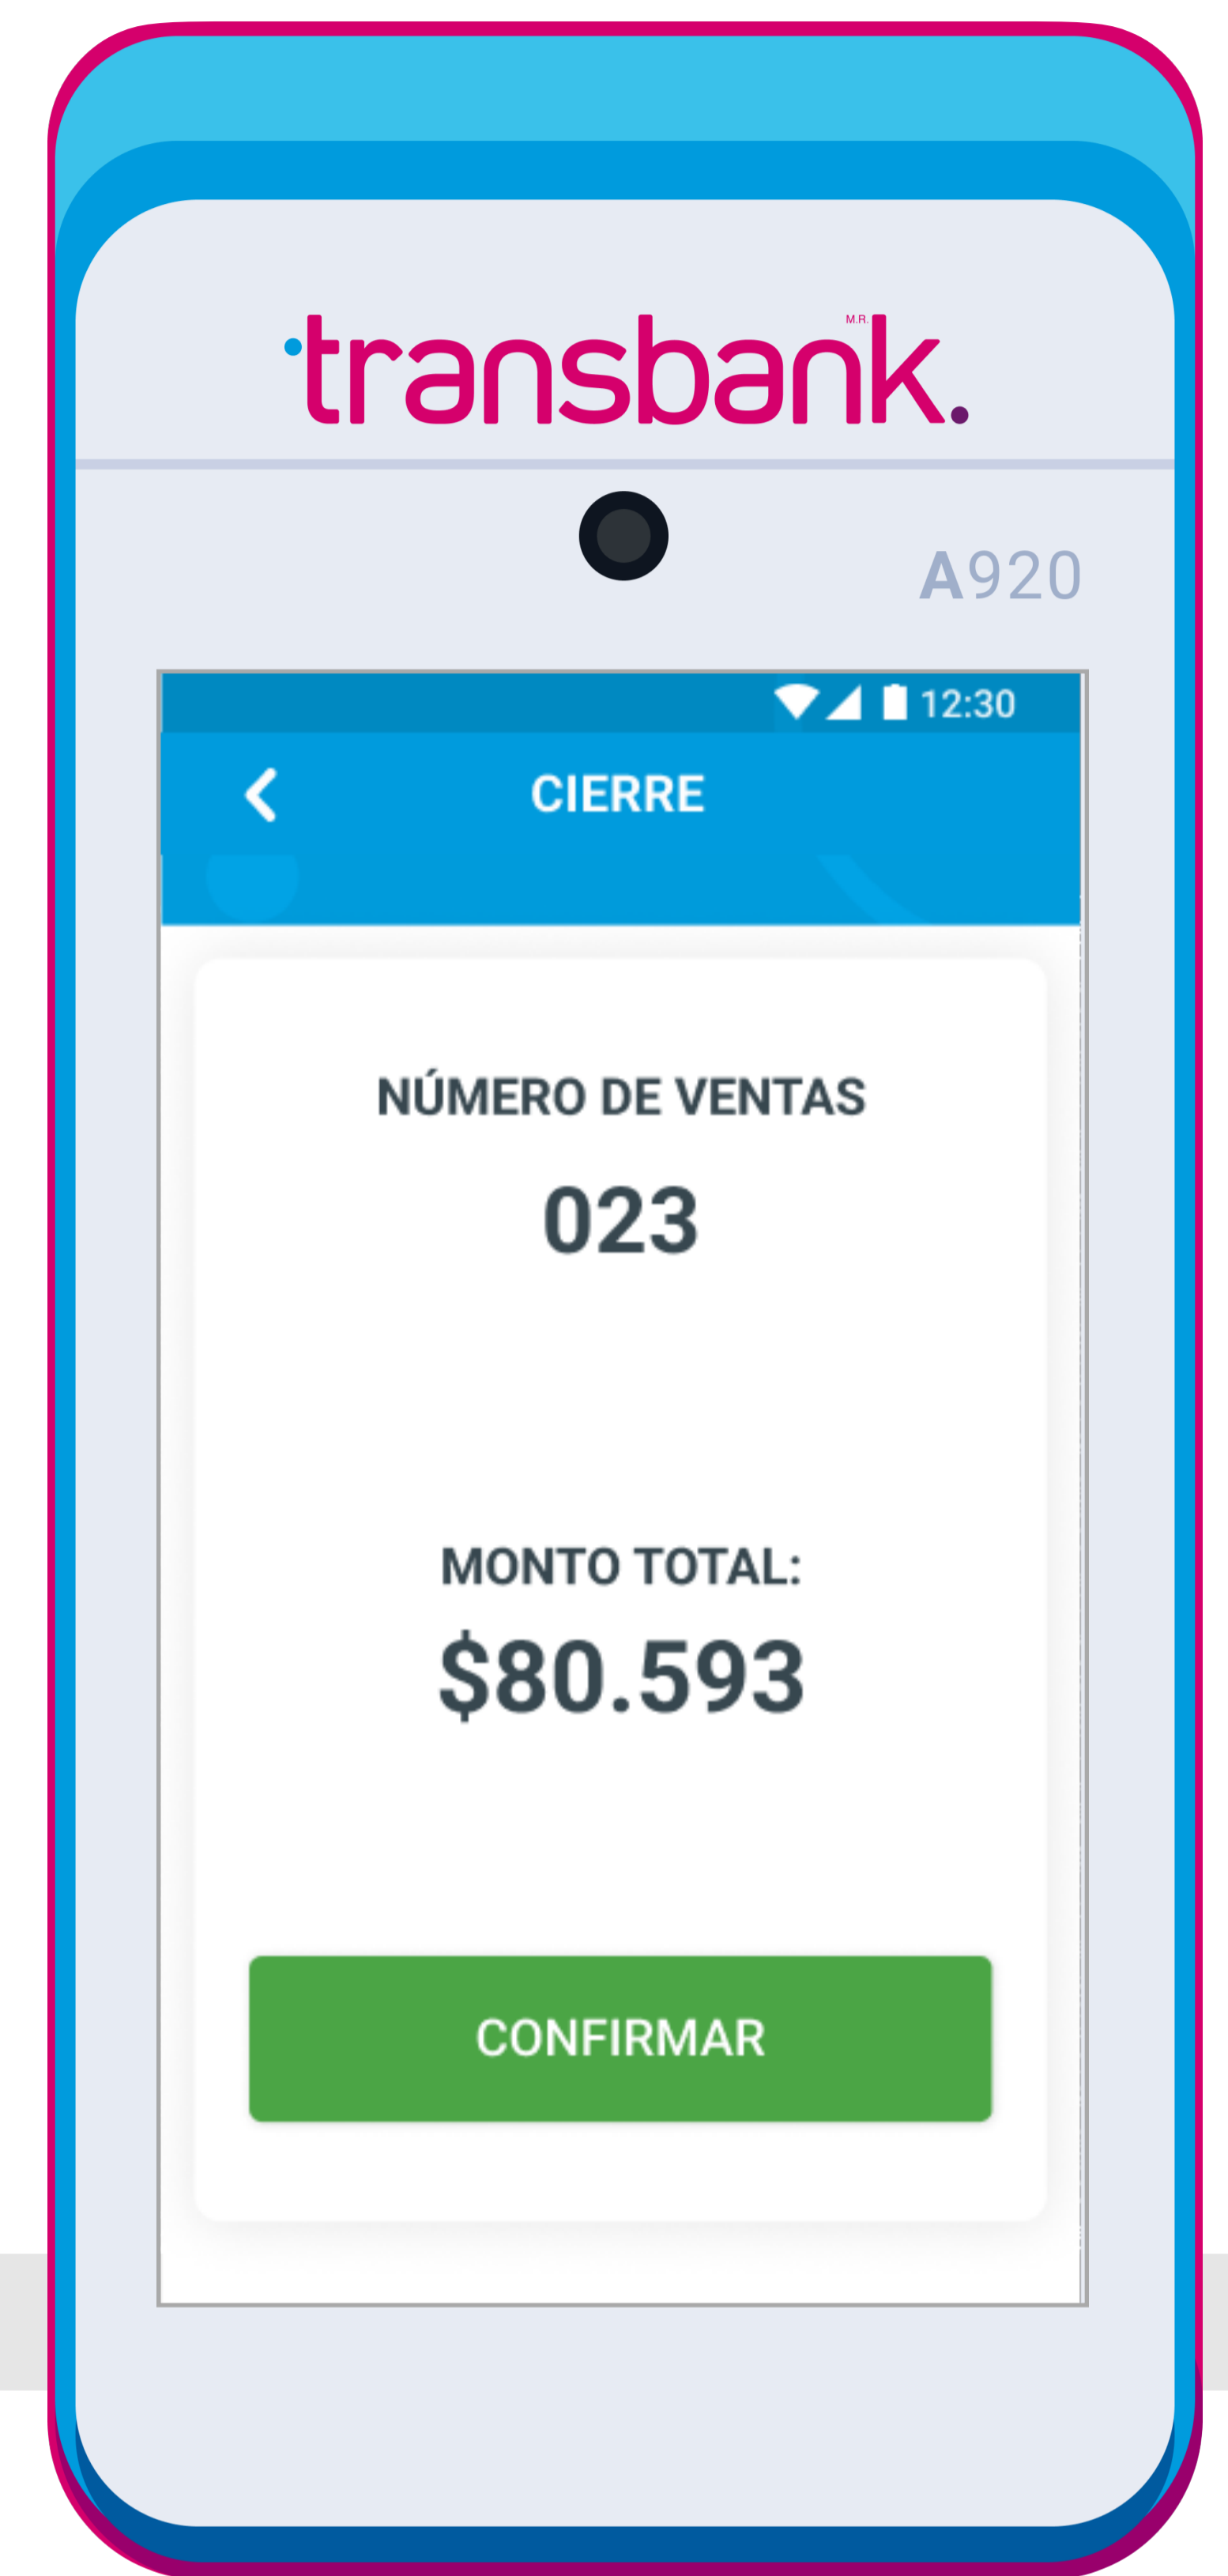 transbank.
M.R.
A920
12:30
CIERRE
NÚMERO DE VENTAS
023
MONTO TOTAL:
$80.593
CONFIRMAR